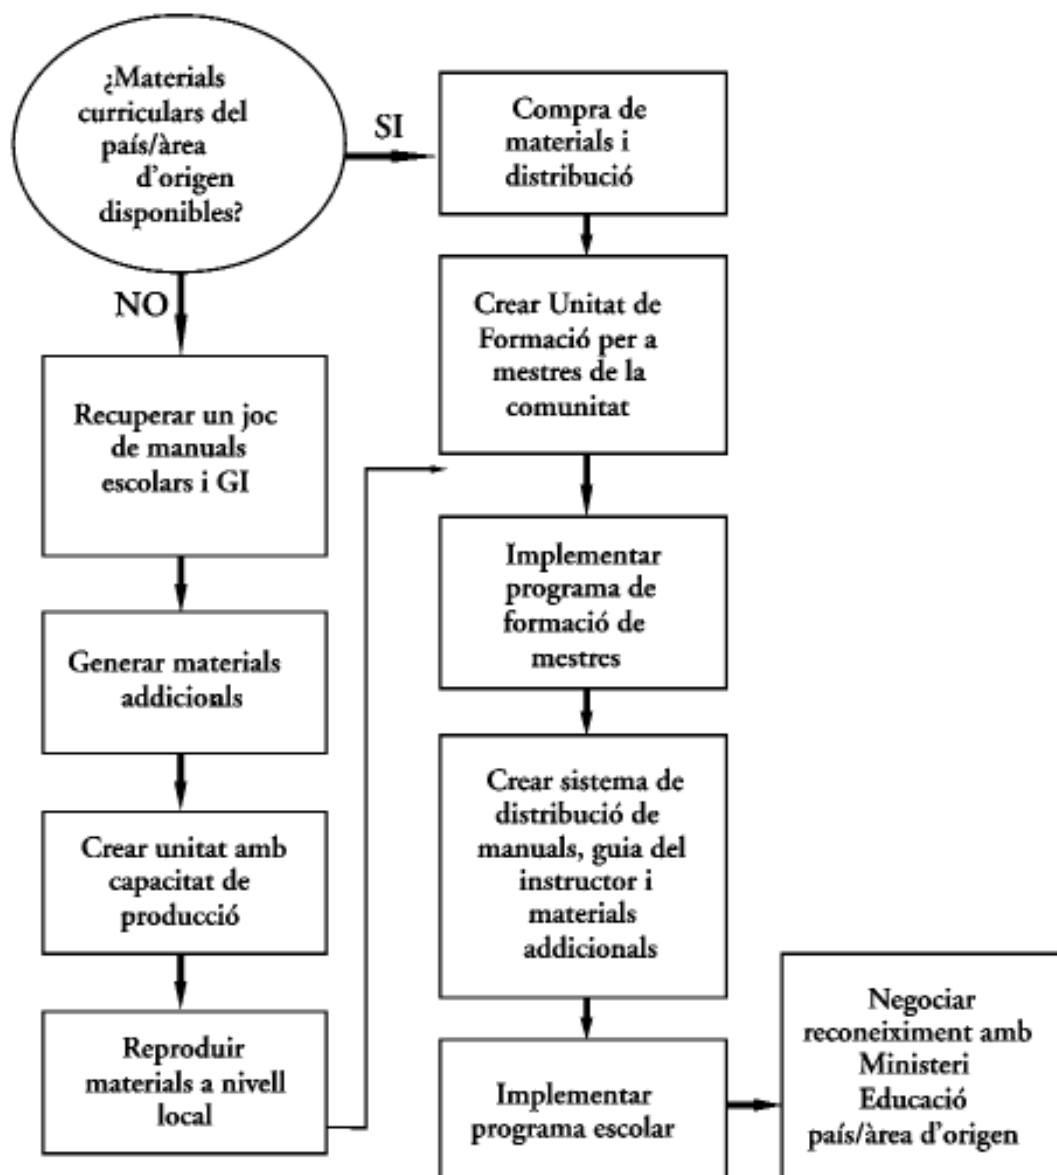 ¿Materials
curriculars del
país/àrea
d'origen
disponibles?
SI
NO
Recuperar un joc
de manuals
escolars i GI
Generar materials
addicionals
Crear unitat amb
capacitat de
producció
Reproduir
materials a nivell
local
Compra de
materials i
distribució
Crear Unitat de
Formació per a
mestres de la
comunitat
Implementar
programa de
formació de
mestres
Crear sistema de
distribució de
manuals, guia del
instructor i
materials
addicionals
Implementar
programa escolar
Negociar
reconeiximent amb
Ministeri
Educació
país/àrea d'origen